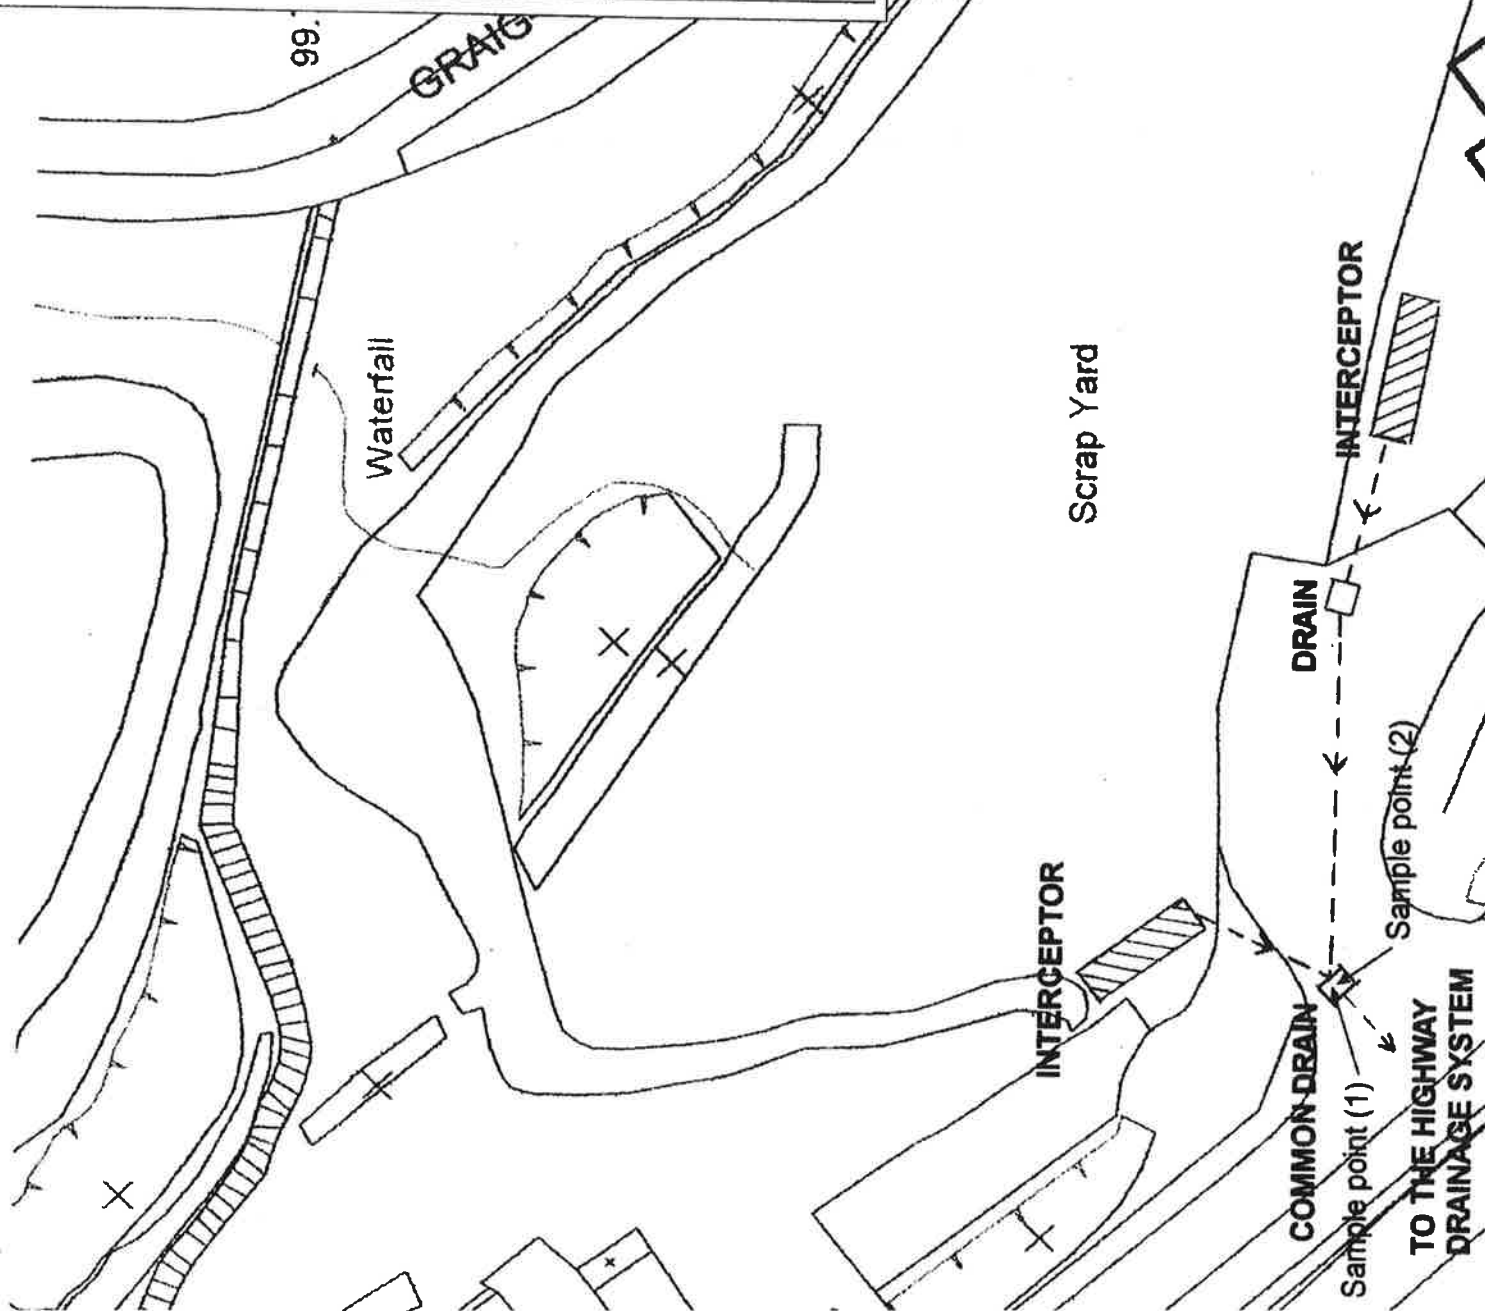 99.
GRAIG
Waterfall
Scrap Yard
INTERCEPTOR
DRAIN
Sample point (2)
INTERCEPTOR
COMMON DRAIN
Sample point (1)
TO THE HIGHWAY
DRAINAGE SYSTEM